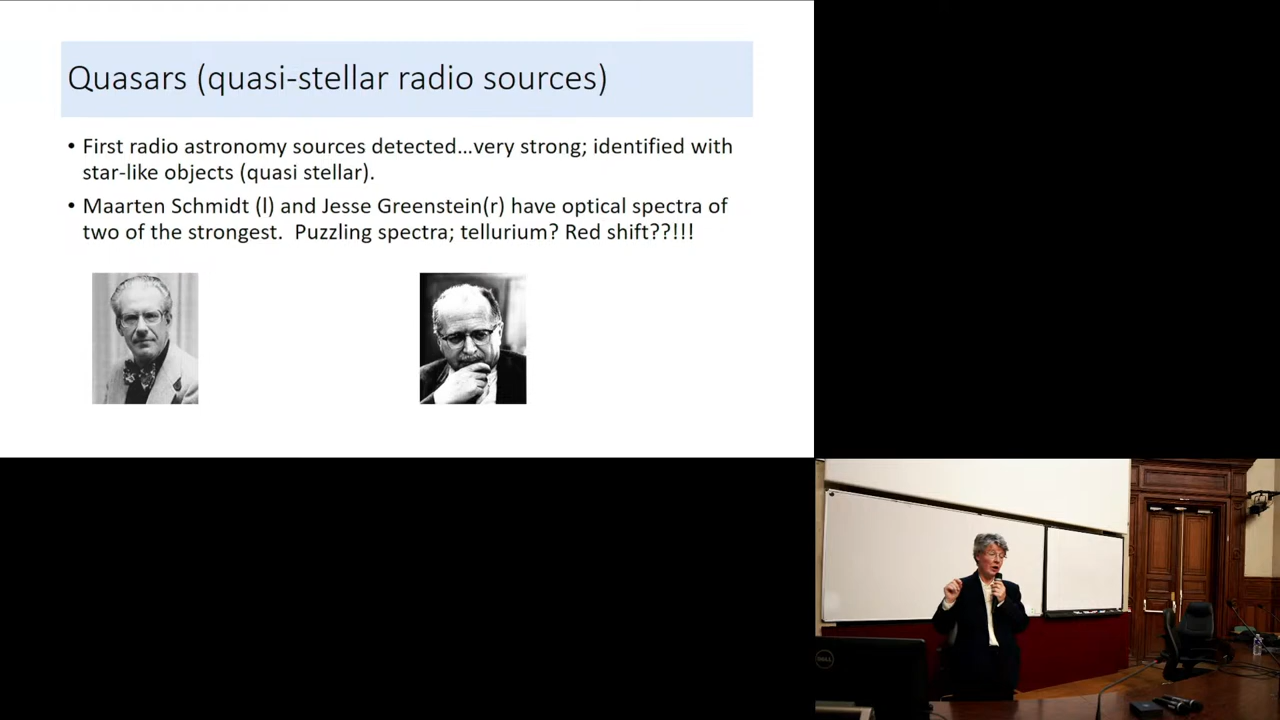 Quasars (quasi-stellar radio sources)
• First radio astronomy sources detected...very strong; identified with
star-like objects (quasi stellar).
• Maarten Schmidt (l) and Jesse Greenstein(r) have optical spectra of
two of the strongest.  Puzzling spectra; tellurium? Red shift??!!!
DELL